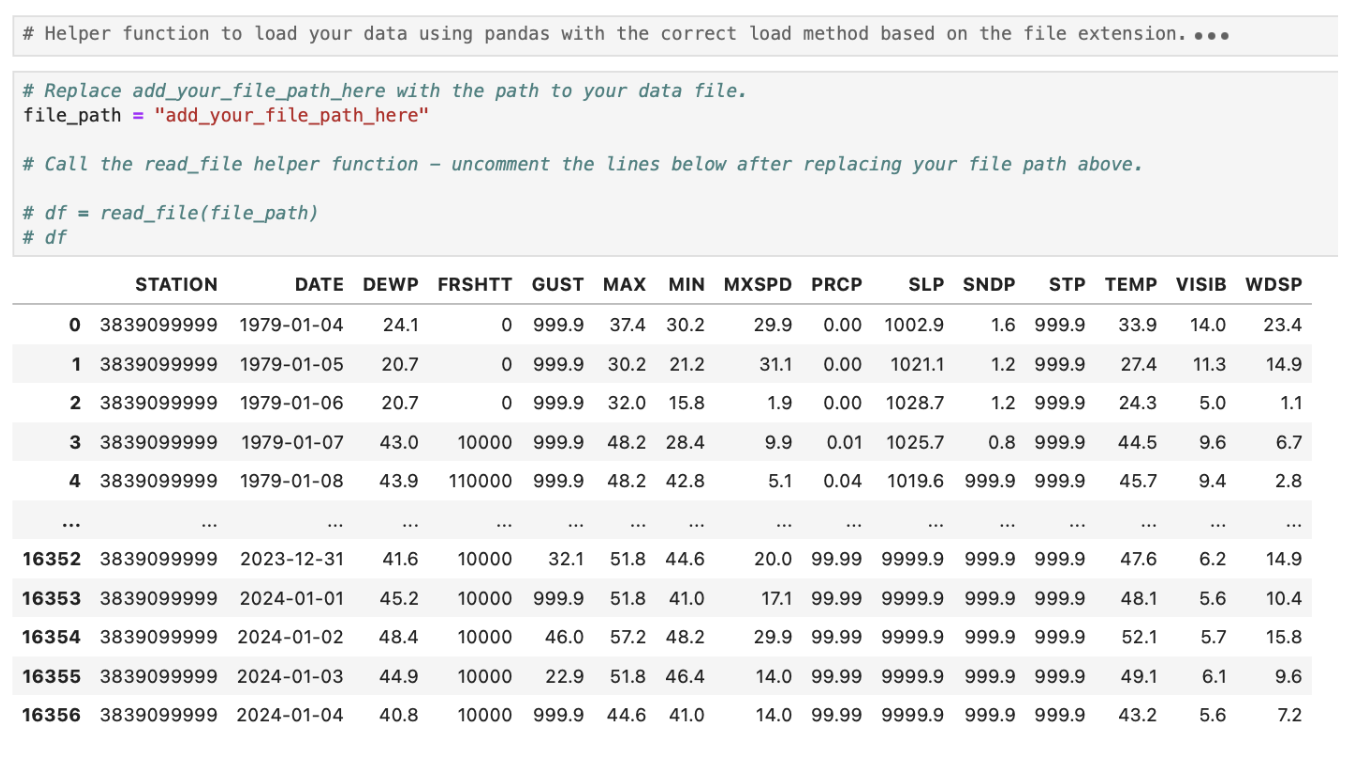 # Helper function to load your data using pandas with the correct load method based on the file extension. •••
# Replace add_your_file_path_here with the path to your data file.
file_path = "add_your_file_path_here"
# Call the read_file helper function – uncomment the lines below after replacing your file path above.
# df = read_file(file_path)
# df
STATION DATE DEWP FRSHTT GUST MAX MIN MXSPD PRCP SLP SNDP STP TEMP VISIB WDSP
0 3839099999 1979-01-04 24.1 0 999.9 37.4 30.2 29.9 0.00 1002.9 1.6 999.9 33.9 14.0 23.4
1 3839099999 1979-01-05 20.7 0 999.9 30.2 21.2 31.1 0.00 1021.1 1.2 999.9 27.4 11.3 14.9
2 3839099999 1979-01-06 20.7 0 999.9 32.0 15.8 1.9 0.00 1028.7 1.2 999.9 24.3 5.0 1.1
3 3839099999 1979-01-07 43.0 10000 999.9 48.2 28.4 9.9 0.01 1025.7 0.8 999.9 44.5 9.6 6.7
4 3839099999 1979-01-08 43.9 110000 999.9 48.2 42.8 5.1 0.04 1019.6 999.9 999.9 45.7 9.4 2.8
... ... ... ... ... ... ... ... ... ... ... ... ... ... ... ...
16352 3839099999 2023-12-31 41.6 10000 32.1 51.8 44.6 20.0 99.99 9999.9 999.9 999.9 47.6 6.2 14.9
16353 3839099999 2024-01-01 45.2 10000 999.9 51.8 41.0 17.1 99.99 9999.9 999.9 999.9 48.1 5.6 10.4
16354 3839099999 2024-01-02 48.4 10000 46.0 57.2 48.2 29.9 99.99 9999.9 999.9 999.9 52.1 5.7 15.8
16355 3839099999 2024-01-03 44.9 10000 22.9 51.8 46.4 14.0 99.99 9999.9 999.9 999.9 49.1 6.1 9.6
16356 3839099999 2024-01-04 40.8 10000 999.9 44.6 41.0 14.0 99.99 9999.9 999.9 999.9 43.2 5.6 7.2